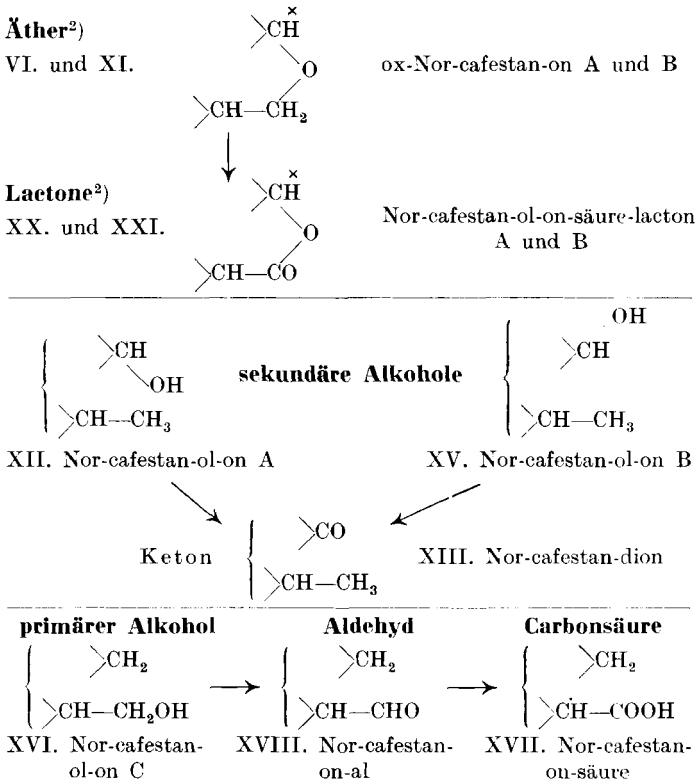 Äther²)
VI. und XI.
CH×
O
CH—CH₂
ox-Nor-cafestan-on A und B
Lactone²)
XX. und XXI.
CH×
O
CH—CO
Nor-cafestan-ol-on-säure-lacton
A und B
CH
OH
CH—CH₃
sekundäre Alkohole
OH
CH
CH—CH₃
XII. Nor-cafestan-ol-on A
XV. Nor-cafestan-ol-on B
Keton
CO
CH—CH₃
XIII. Nor-cafestan-dion
primärer Alkohol
Aldehyd
Carbonsäure
CH₂
CH₂
CH₂
CH—CH₂OH
CH—CHO
CH—COOH
XVI. Nor-cafestan-
ol-on C
XVIII. Nor-cafestan-
on-al
XVII. Nor-cafestan-
on-säure